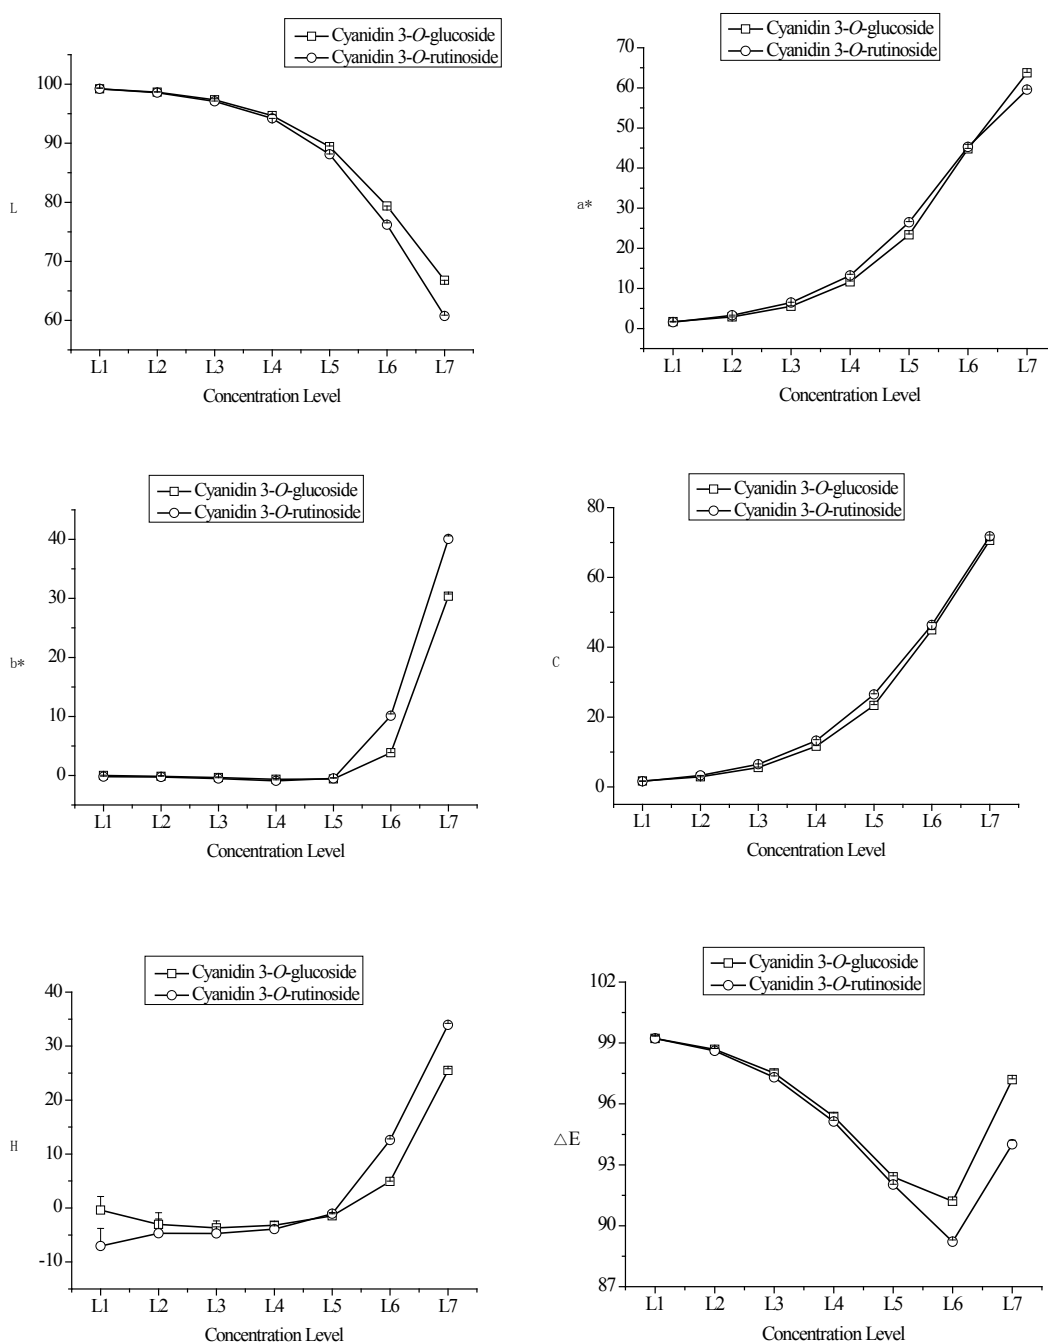 Cyanidin 3-O-glucoside
Cyanidin 3-O-rutinoside
100
90
80
70
60
L
L1 L2 L3 L4 L5 L6 L7
Concentration Level
Cyanidin 3-O-glucoside
Cyanidin 3-O-rutinoside
70
60
50
40
30
20
10
0
a*
L1 L2 L3 L4 L5 L6 L7
Concentration Level
Cyanidin 3-O-glucoside
Cyanidin 3-O-rutinoside
40
30
20
10
0
b*
L1 L2 L3 L4 L5 L6 L7
Concentration Level
Cyanidin 3-O-glucoside
Cyanidin 3-O-rutinoside
80
60
40
20
0
C
L1 L2 L3 L4 L5 L6 L7
Concentration Level
Cyanidin 3-O-glucoside
Cyanidin 3-O-rutinoside
40
30
20
10
0
-10
H
L1 L2 L3 L4 L5 L6 L7
Concentration Level
Cyanidin 3-O-glucoside
Cyanidin 3-O-rutinoside
102
99
96
93
90
87
△E
L1 L2 L3 L4 L5 L6 L7
Concentration Level